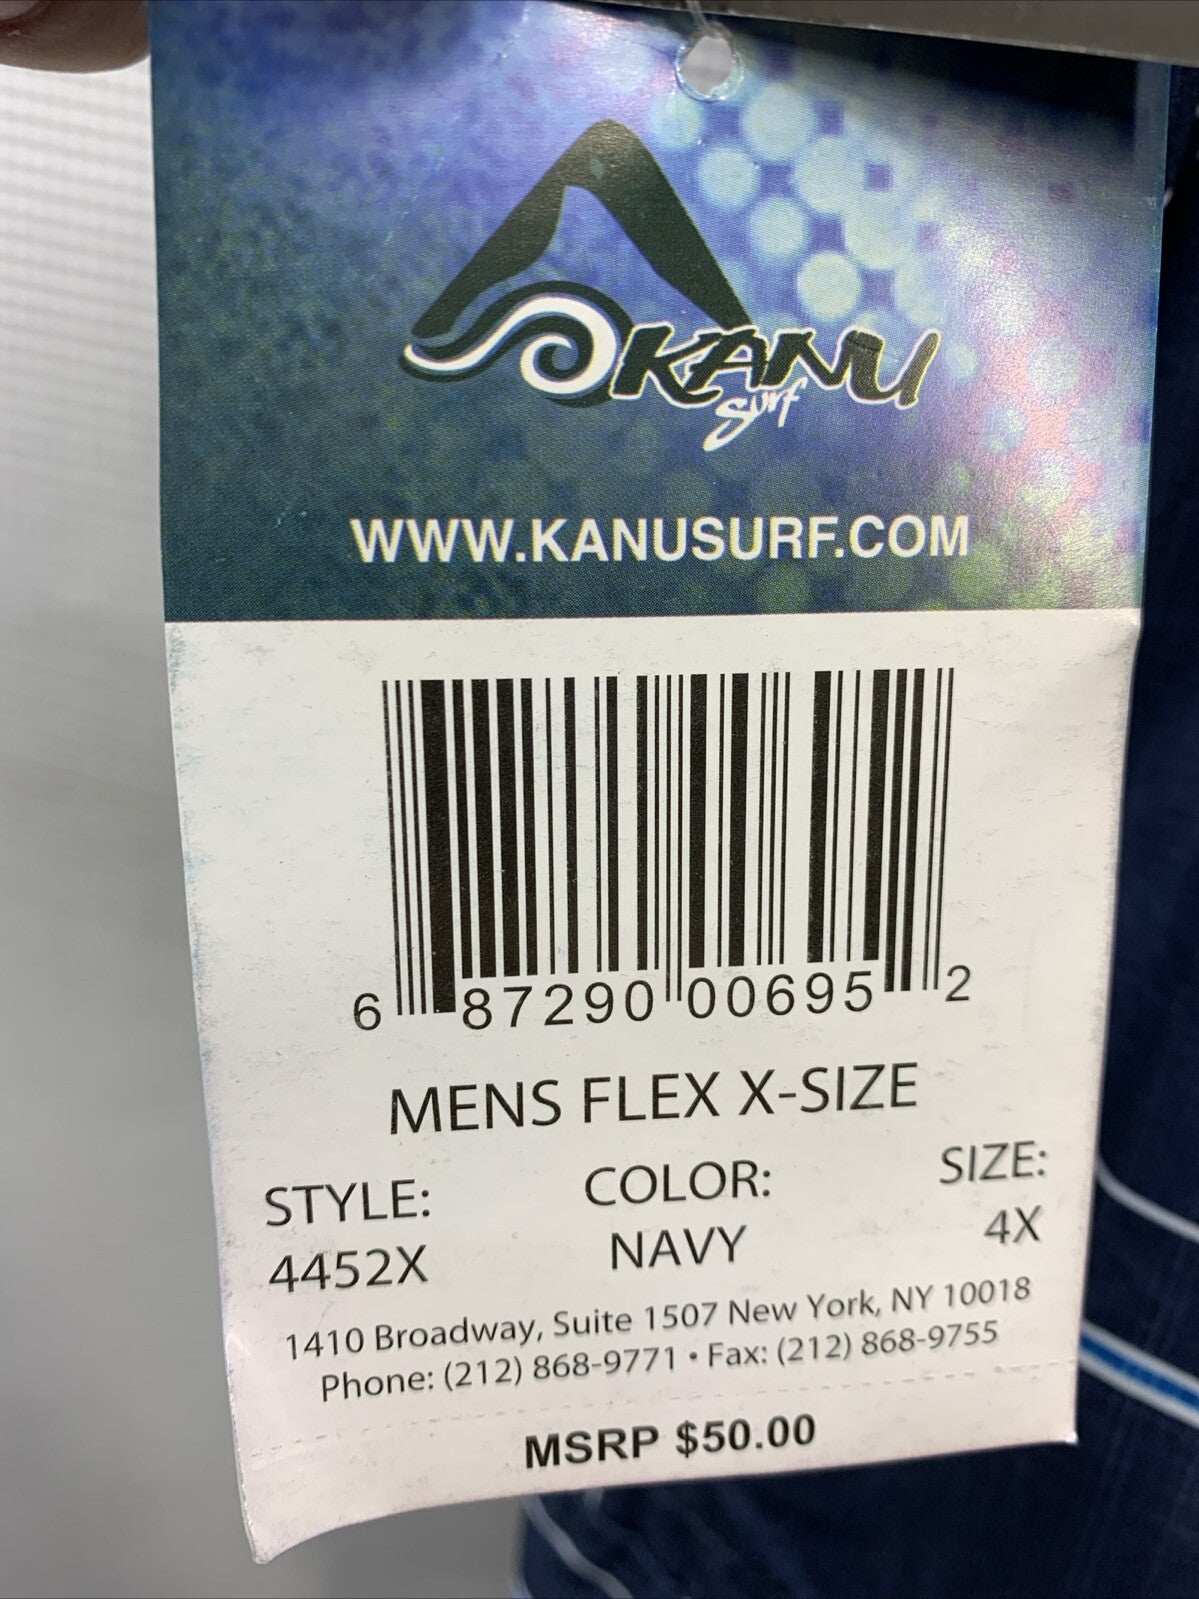 KANU
Surf
WWW.KANUSURF.COM
6 87290 00695 2
MENS FLEX X-SIZE
STYLE: COLOR: SIZE:
4452X NAVY 4X
1410 Broadway, Suite 1507 New York, NY 10018
Phone: (212) 868-9771 • Fax: (212) 868-9755
MSRP $50.00